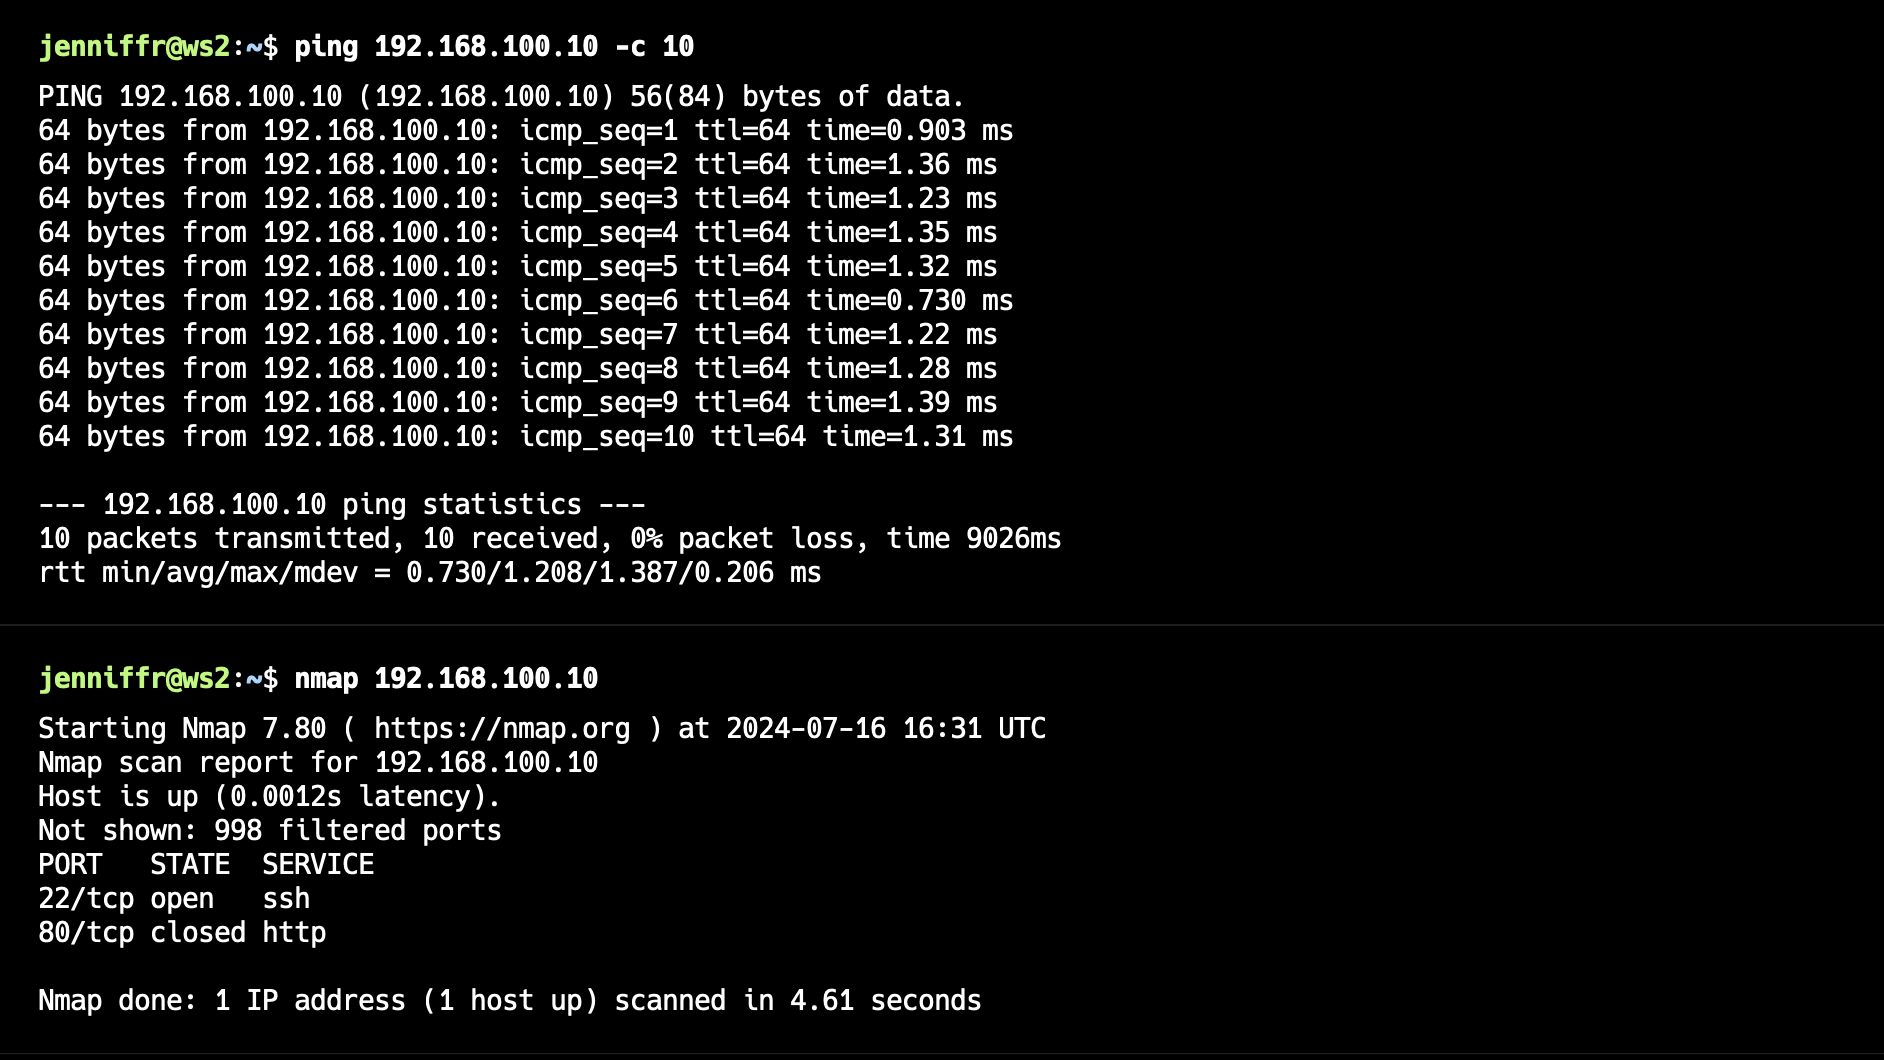 jenniffr@ws2:~$ ping 192.168.100.10 -c 10
PING 192.168.100.10 (192.168.100.10) 56(84) bytes of data.
64 bytes from 192.168.100.10: icmp_seq=1 ttl=64 time=0.903 ms
64 bytes from 192.168.100.10: icmp_seq=2 ttl=64 time=1.36 ms
64 bytes from 192.168.100.10: icmp_seq=3 ttl=64 time=1.23 ms
64 bytes from 192.168.100.10: icmp_seq=4 ttl=64 time=1.35 ms
64 bytes from 192.168.100.10: icmp_seq=5 ttl=64 time=1.32 ms
64 bytes from 192.168.100.10: icmp_seq=6 ttl=64 time=0.730 ms
64 bytes from 192.168.100.10: icmp_seq=7 ttl=64 time=1.22 ms
64 bytes from 192.168.100.10: icmp_seq=8 ttl=64 time=1.28 ms
64 bytes from 192.168.100.10: icmp_seq=9 ttl=64 time=1.39 ms
64 bytes from 192.168.100.10: icmp_seq=10 ttl=64 time=1.31 ms

--- 192.168.100.10 ping statistics ---
10 packets transmitted, 10 received, 0% packet loss, time 9026ms
rtt min/avg/max/mdev = 0.730/1.208/1.387/0.206 ms

jenniffr@ws2:~$ nmap 192.168.100.10
Starting Nmap 7.80 ( https://nmap.org ) at 2024-07-16 16:31 UTC
Nmap scan report for 192.168.100.10
Host is up (0.0012s latency).
Not shown: 998 filtered ports
PORT   STATE  SERVICE
22/tcp open   ssh
80/tcp closed http

Nmap done: 1 IP address (1 host up) scanned in 4.61 seconds